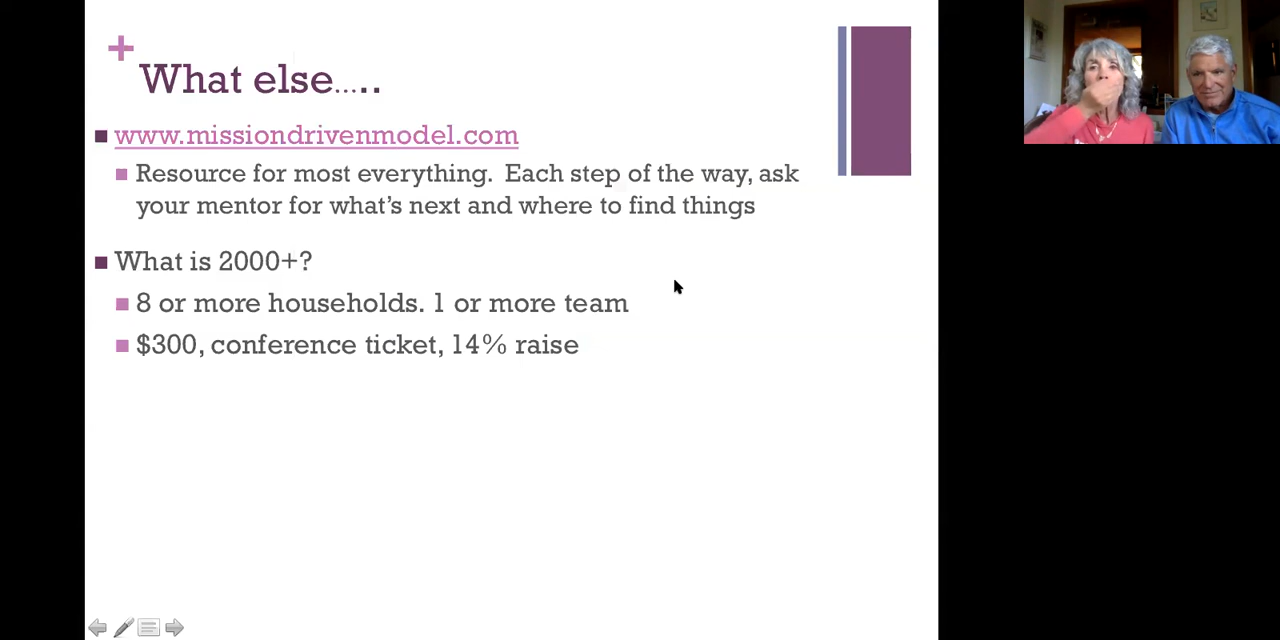 What else.....
www.missiondrivenmodel.com
Resource for most everything.  Each step of the way, ask
your mentor for what’s next and where to find things
What is 2000+?
8 or more households. 1 or more team
$300, conference ticket, 14% raise